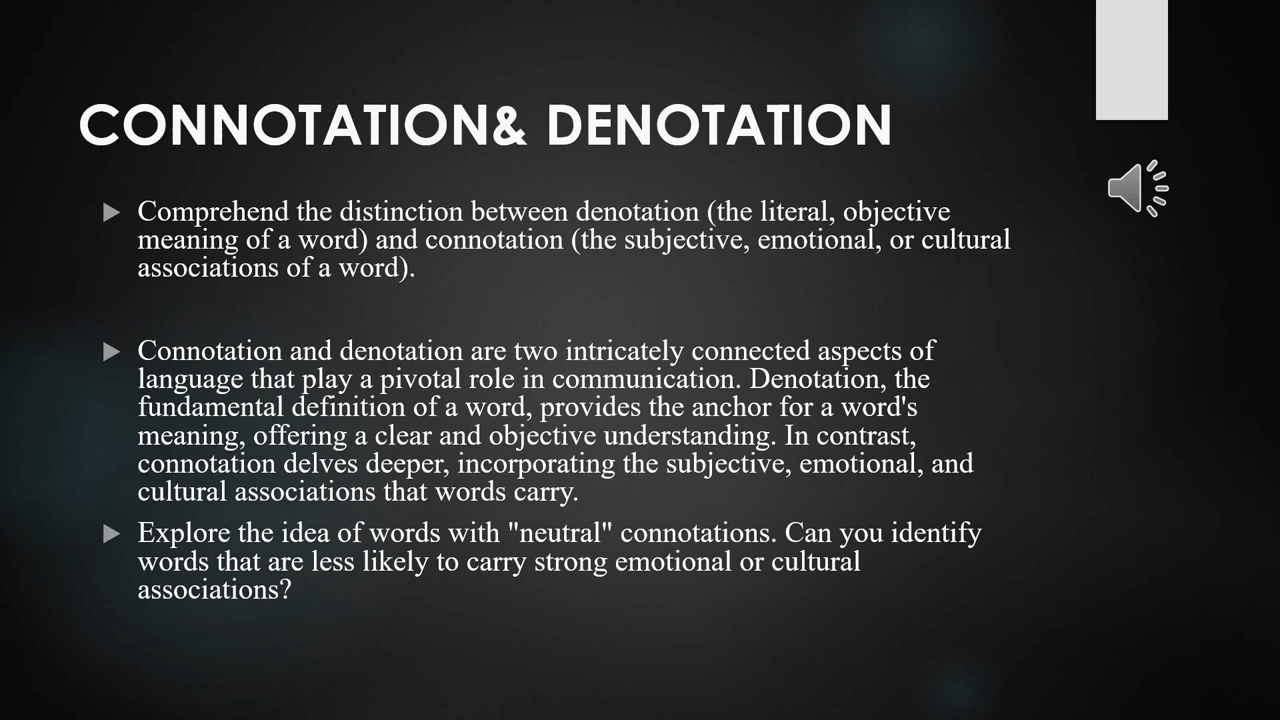 CONNOTATION& DENOTATION
Comprehend the distinction between denotation (the literal, objective
meaning of a word) and connotation (the subjective, emotional, or cultural
associations of a word).
Connotation and denotation are two intricately connected aspects of
language that play a pivotal role in communication. Denotation, the
fundamental definition of a word, provides the anchor for a word's
meaning, offering a clear and objective understanding. In contrast,
connotation delves deeper, incorporating the subjective, emotional, and
cultural associations that words carry.
Explore the idea of words with "neutral" connotations. Can you identify
words that are less likely to carry strong emotional or cultural
associations?